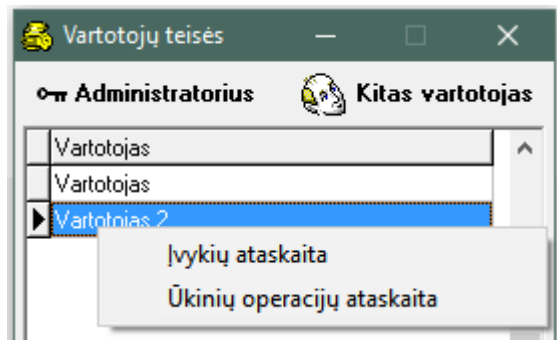 Vartotojų teisės
Administratorius Kitas vartotojas
Vartotojas
Vartotojas
Vartotojas 2
Įvykių ataskaita
Ūkinių operacijų ataskaita